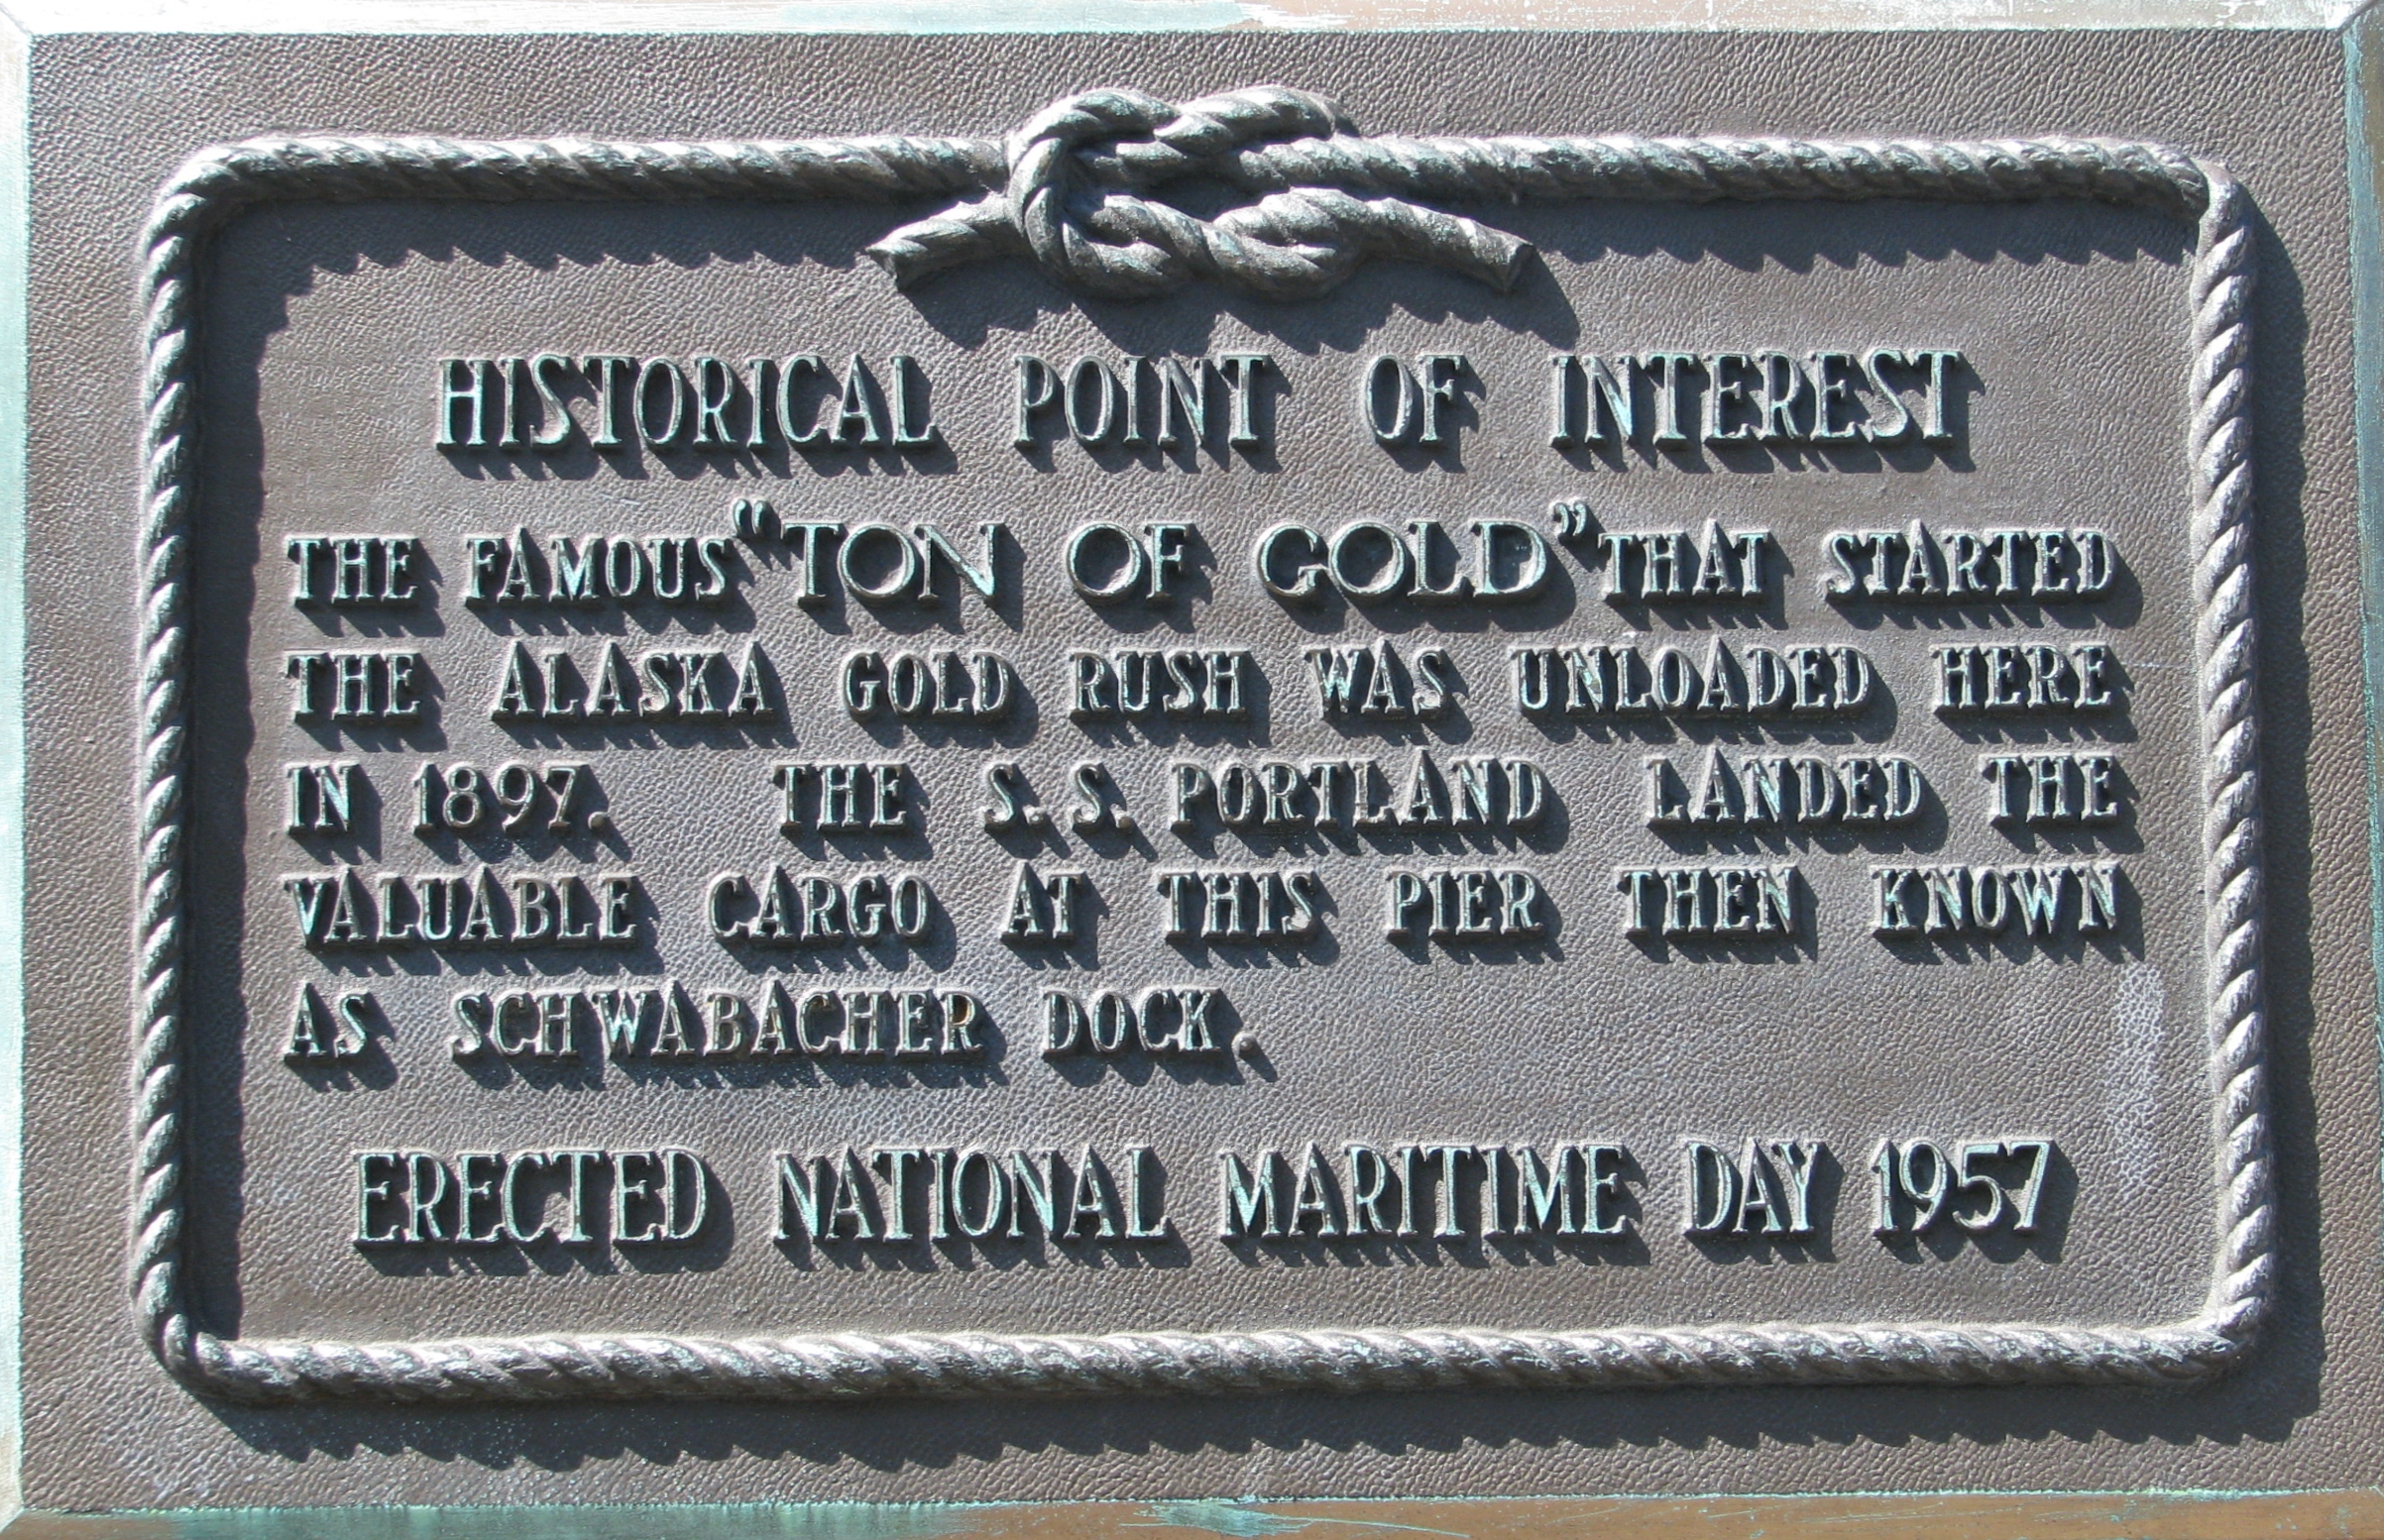 HISTORICAL POINT OF INTEREST
THE FAMOUS "TON OF GOLD" THAT STARTED
THE ALASKA GOLD RUSH WAS UNLOADED HERE
IN 1897. THE S.S. PORTLAND LANDED THE
VALUABLE CARGO AT THIS PIER THEN KNOWN
AS SCHWABACHER DOCK.
ERECTED NATIONAL MARITIME DAY 1957